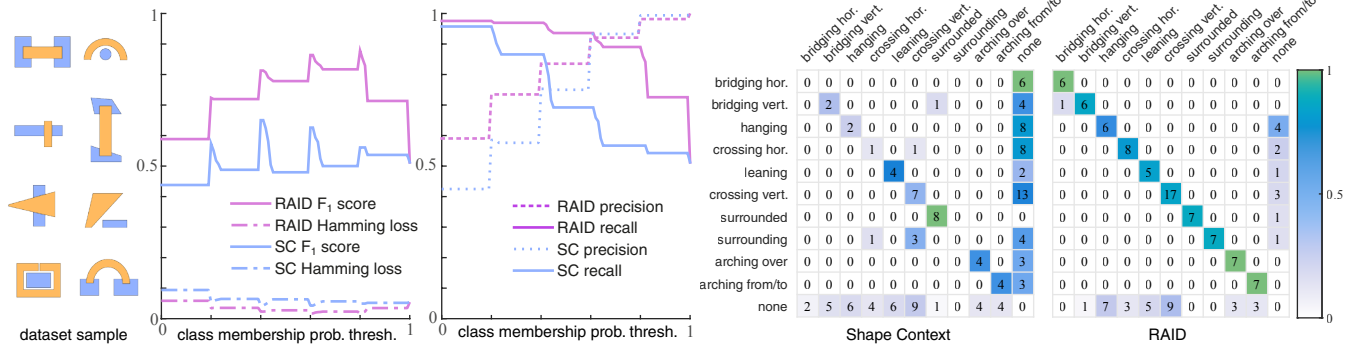 1
0.5
0
1
1
0.5
0
1
RAID F₁ score
RAID Hamming loss
SC F₁ score
SC Hamming loss
RAID precision
RAID recall
SC precision
SC recall
dataset sample
class membership prob. thresh.
class membership prob. thresh.
bridging hor. bridging vert. hanging crossing hor. leaning crossing vert. surrounded surrounding arching over arching from/to none
bridging hor. bridging vert. hanging crossing hor. leaning crossing vert. surrounded surrounding arching over arching from/to none
bridging hor. 0 0 0 0 0 0 0 0 0 0 6 6 0 0 0 0 0 0 0 0 0 0
bridging vert. 0 2 0 0 0 0 1 0 0 0 4 1 6 0 0 0 0 0 0 0 0 0
hanging 0 0 2 0 0 0 0 0 0 0 8 0 0 6 0 0 0 0 0 0 0 4
crossing hor. 0 0 0 1 0 1 0 0 0 0 8 0 0 0 8 0 0 0 0 0 0 2
leaning 0 0 0 0 4 0 0 0 0 0 2 0 0 0 0 5 0 0 0 0 0 1
crossing vert. 0 0 0 0 0 7 0 0 0 0 13 0 0 0 0 0 17 0 0 0 0 3
surrounded 0 0 0 0 0 0 8 0 0 0 0 0 0 0 0 0 0 7 0 0 0 1
surrounding 0 0 0 1 0 3 0 0 0 0 4 0 0 0 0 0 0 0 7 0 0 1
arching over 0 0 0 0 0 0 0 0 4 0 3 0 0 0 0 0 0 0 0 7 0 0
arching from/to 0 0 0 0 0 0 0 0 0 4 3 0 0 0 0 0 0 0 0 0 7 0
none 2 5 6 4 6 9 1 0 4 4 0 0 1 7 3 5 9 0 0 3 3 0
Shape Context
RAID
1
0.5
0